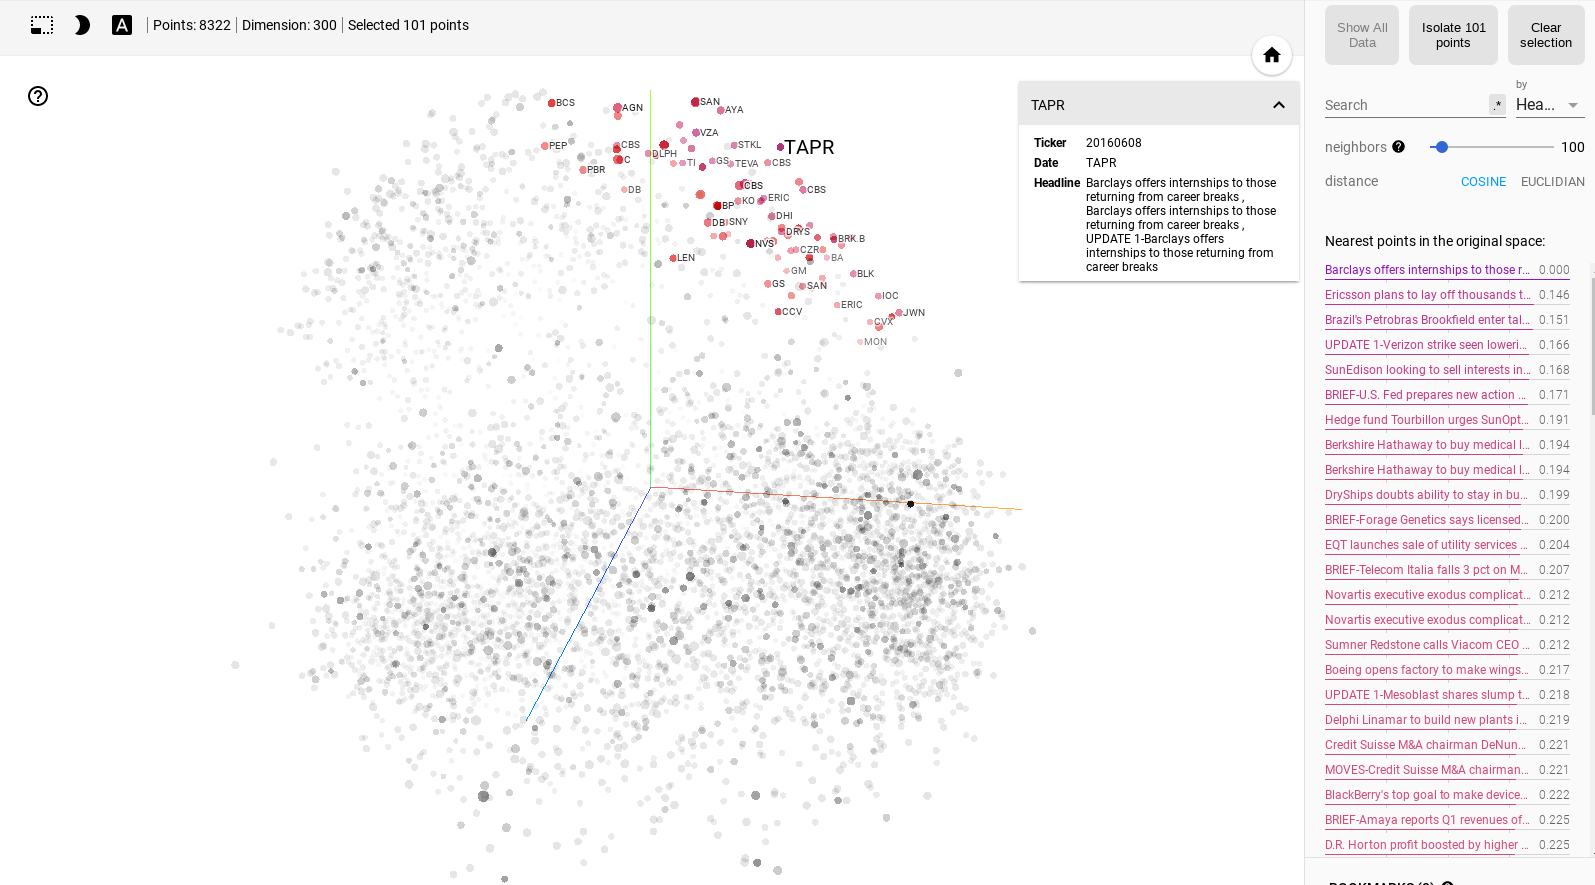 Points: 8322 | Dimension: 300 | Selected 101 points
A
Show All Data
Isolate 101 points
Clear selection
Search
.*
by
Hea...
neighbors
100
distance
COSINE
EUCLIDIAN
Nearest points in the original space:
Barclays offers internships to those r... 0.000
Ericsson plans to lay off thousands t... 0.146
Brazil's Petrobras Brookfield enter tal... 0.151
UPDATE 1-Verizon strike seen loweri... 0.166
SunEdison looking to sell interests in... 0.168
BRIEF-U.S. Fed prepares new action ... 0.171
Hedge fund Tourbillon urges SunOpt... 0.191
Berkshire Hathaway to buy medical l... 0.194
Berkshire Hathaway to buy medical l... 0.194
DryShips doubts ability to stay in bu... 0.199
BRIEF-Forage Genetics says licensed... 0.200
EQT launches sale of utility services ... 0.204
BRIEF-Telecom Italia falls 3 pct on M... 0.207
Novartis executive exodus complicat... 0.212
Novartis executive exodus complicat... 0.212
Sumner Redstone calls Viacom CEO ... 0.212
Boeing opens factory to make wings... 0.217
UPDATE 1-Mesoblast shares slump t... 0.218
Delphi Linamar to build new plants i... 0.219
Credit Suisse M&A chairman DeNun... 0.221
MOVES-Credit Suisse M&A chairman... 0.221
BlackBerry's top goal to make device... 0.222
BRIEF-Amaya reports Q1 revenues of... 0.225
D.R. Horton profit boosted by higher ... 0.225
TAPR
Ticker 20160608
Date TAPR
Headline Barclays offers internships to those
returning from career breaks ,
Barclays offers internships to those
returning from career breaks ,
UPDATE 1-Barclays offers
internships to those returning from
career breaks
BCS
AGN
SAN
AYA
VZA
PEP
CBS
STKL
TAPR
DLPH
C
TI
GS
TEVA
CBS
PBR
DB
CBS
CBS
KO
ERIC
BP
DHI
DB
SNY
DRYS
BRK.B
NVS
CZR
BA
LEN
GM
BLK
GS
SAN
IOC
ERIC
CCV
JWN
CVX
MON